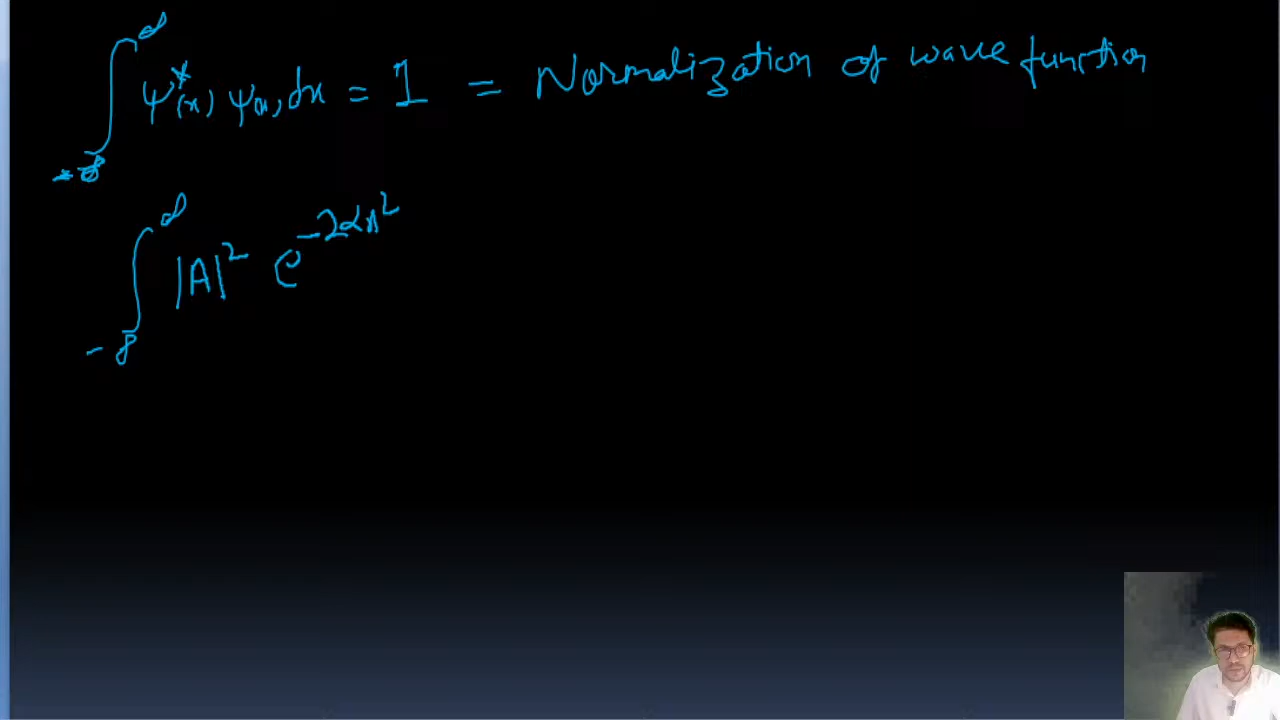 ∫_{-∞}^{∞} ψ*(x) ψ(x) dx = 1 = Normalization of wave function
∫_{-∞}^{∞} |A|² e^{-2αx²}